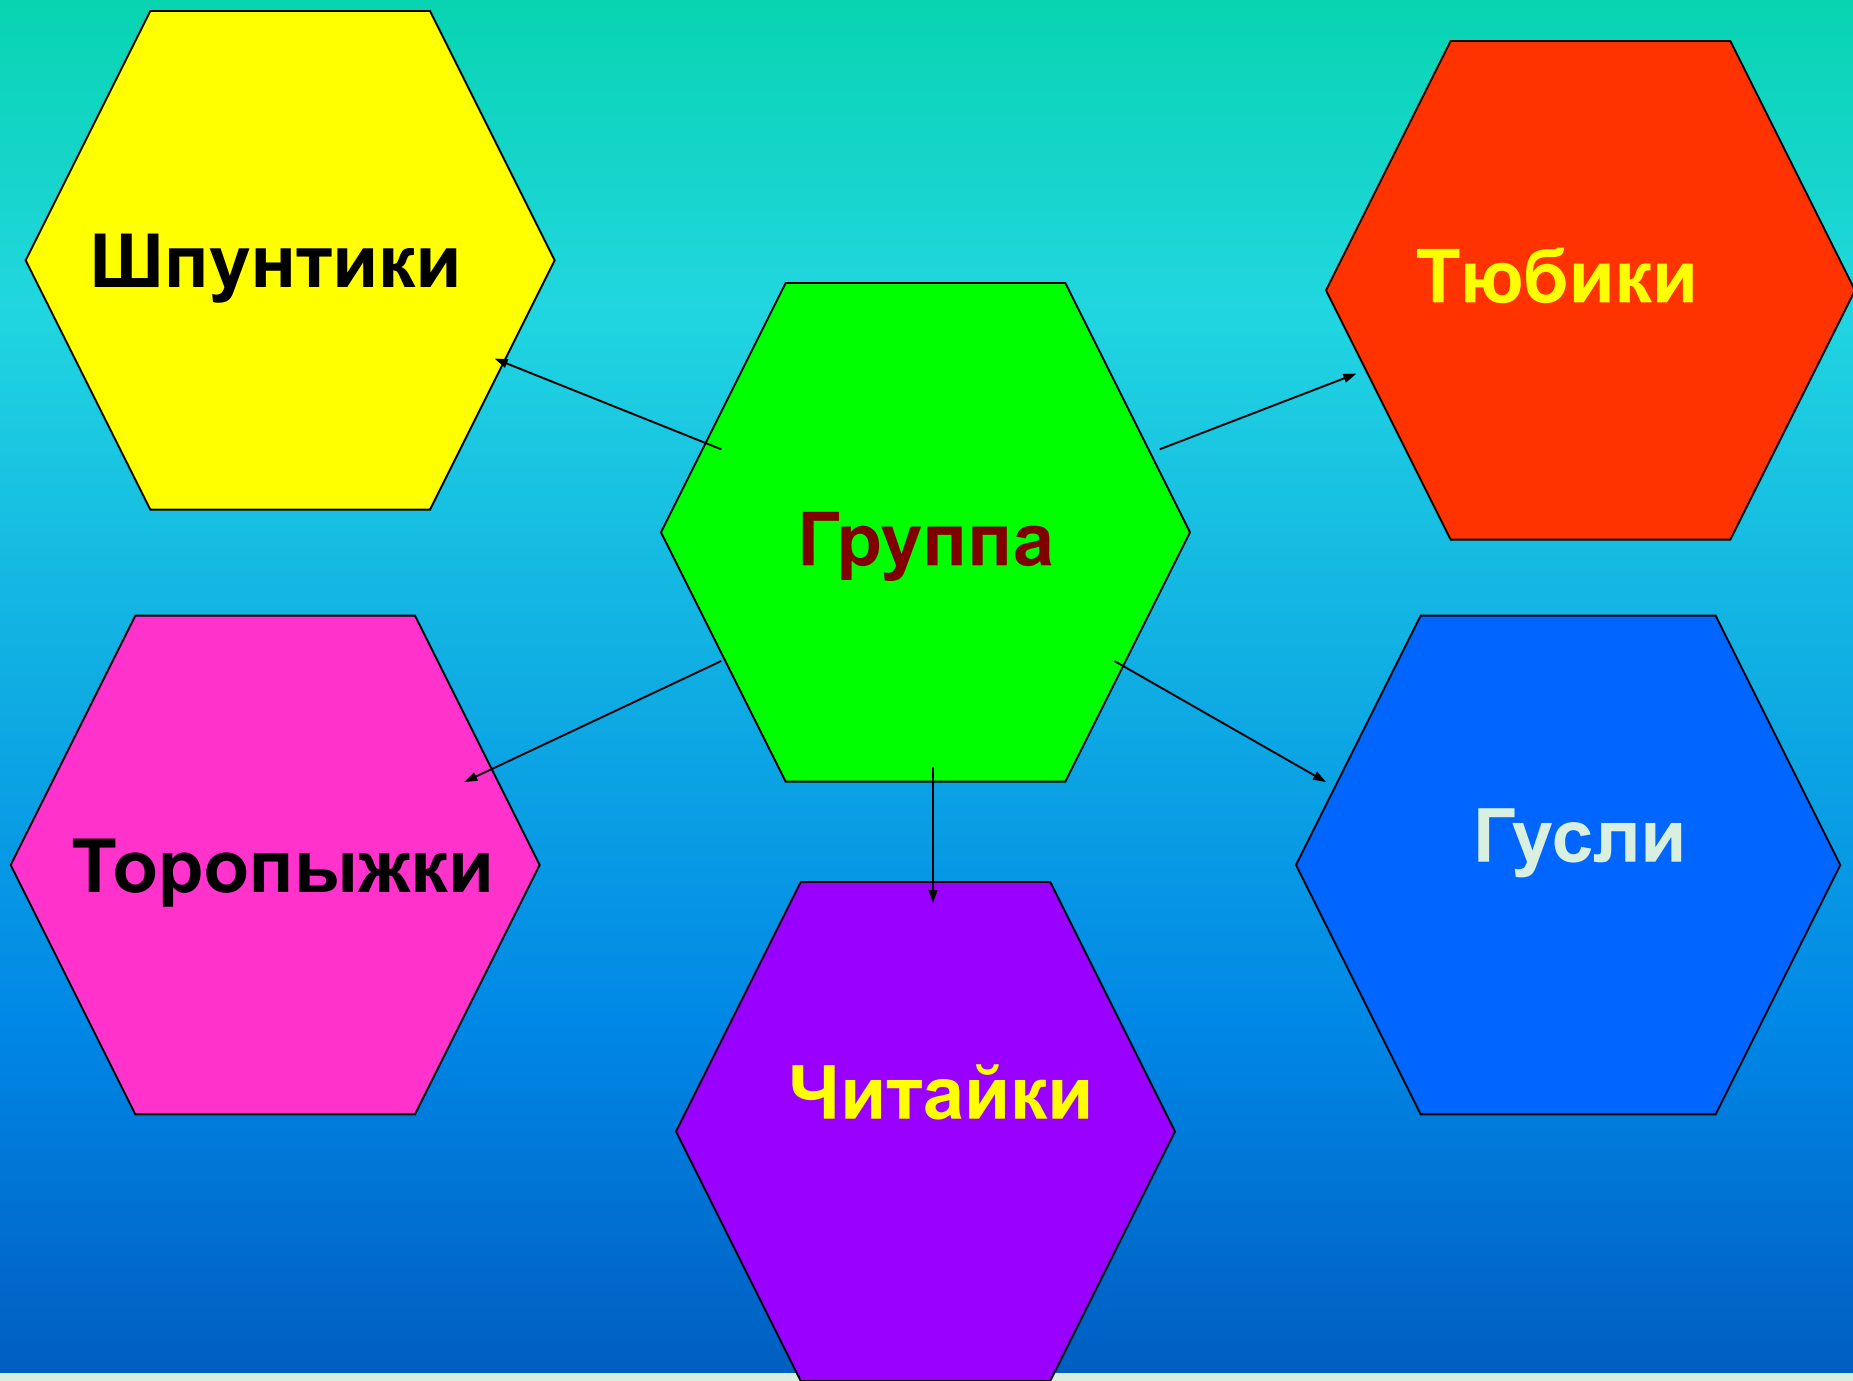 Шпунтики
Тюбики
Группа
Торопыжки
Гусли
Читайки